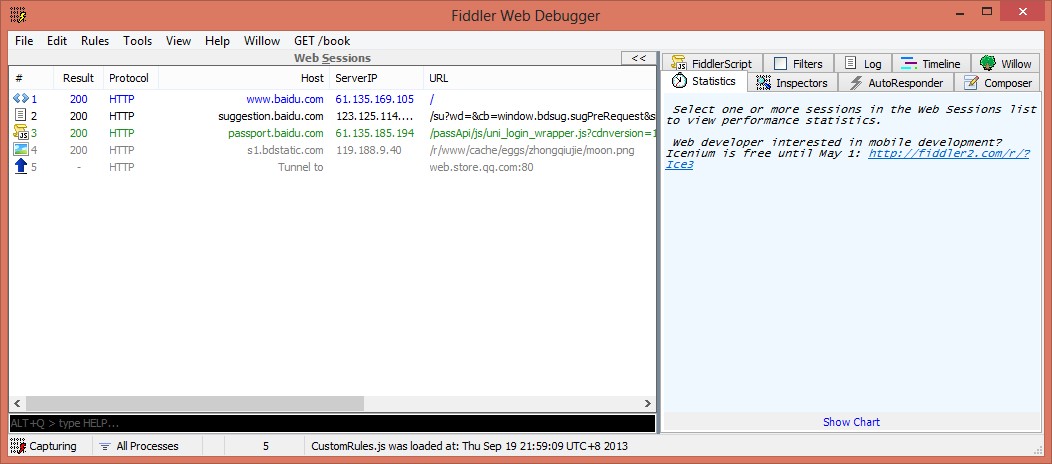 Fiddler Web Debugger
File Edit Rules Tools View Help Willow GET /book
Web Sessions <<
# Result Protocol Host ServerIP URL
1 200 HTTP www.baidu.com 61.135.169.105 /
2 200 HTTP suggestion.baidu.com 123.125.114.... /su?wd=&cb=window.bdsug.sugPreRequest&s
3 200 HTTP passport.baidu.com 61.135.185.194 /passApi/js/uni_login_wrapper.js?cdnversion=1
4 200 HTTP s1.bdstatic.com 119.188.9.40 /r/www/cache/eggs/zhongqiujie/moon.png
5 - HTTP Tunnel to web.store.qq.com:80
ALT+Q > type HELP...
FiddlerScript Filters Log Timeline Willow
Statistics Inspectors AutoResponder Composer
Select one or more sessions in the Web Sessions list
to view performance statistics.
Web developer interested in mobile development?
Icenium is free until May 1: http://fiddler2.com/r/?
Ice3
Show Chart
Capturing All Processes 5 CustomRules.js was loaded at: Thu Sep 19 21:59:09 UTC+8 2013